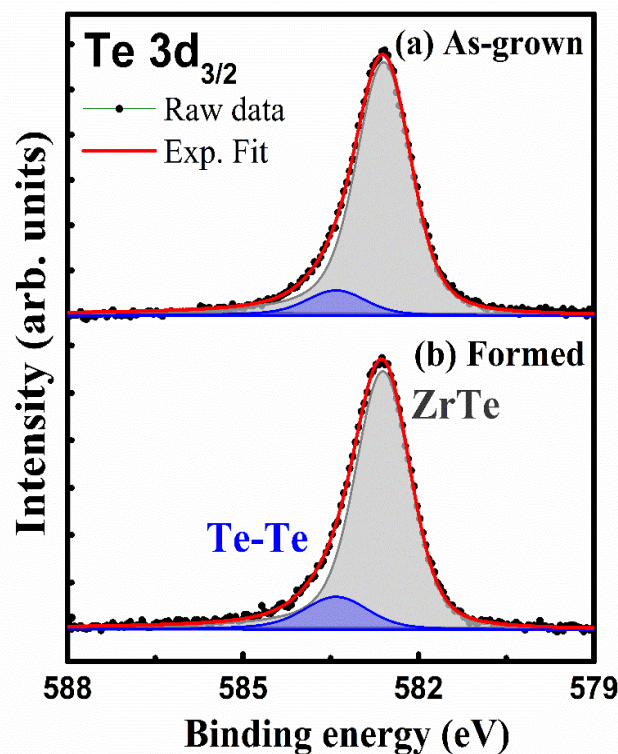 Te 3d3/2
(a) As-grown
Raw data
Exp. Fit
(b) Formed
ZrTe
Te-Te
Intensity (arb. units)
588 585 582 579
Binding energy (eV)